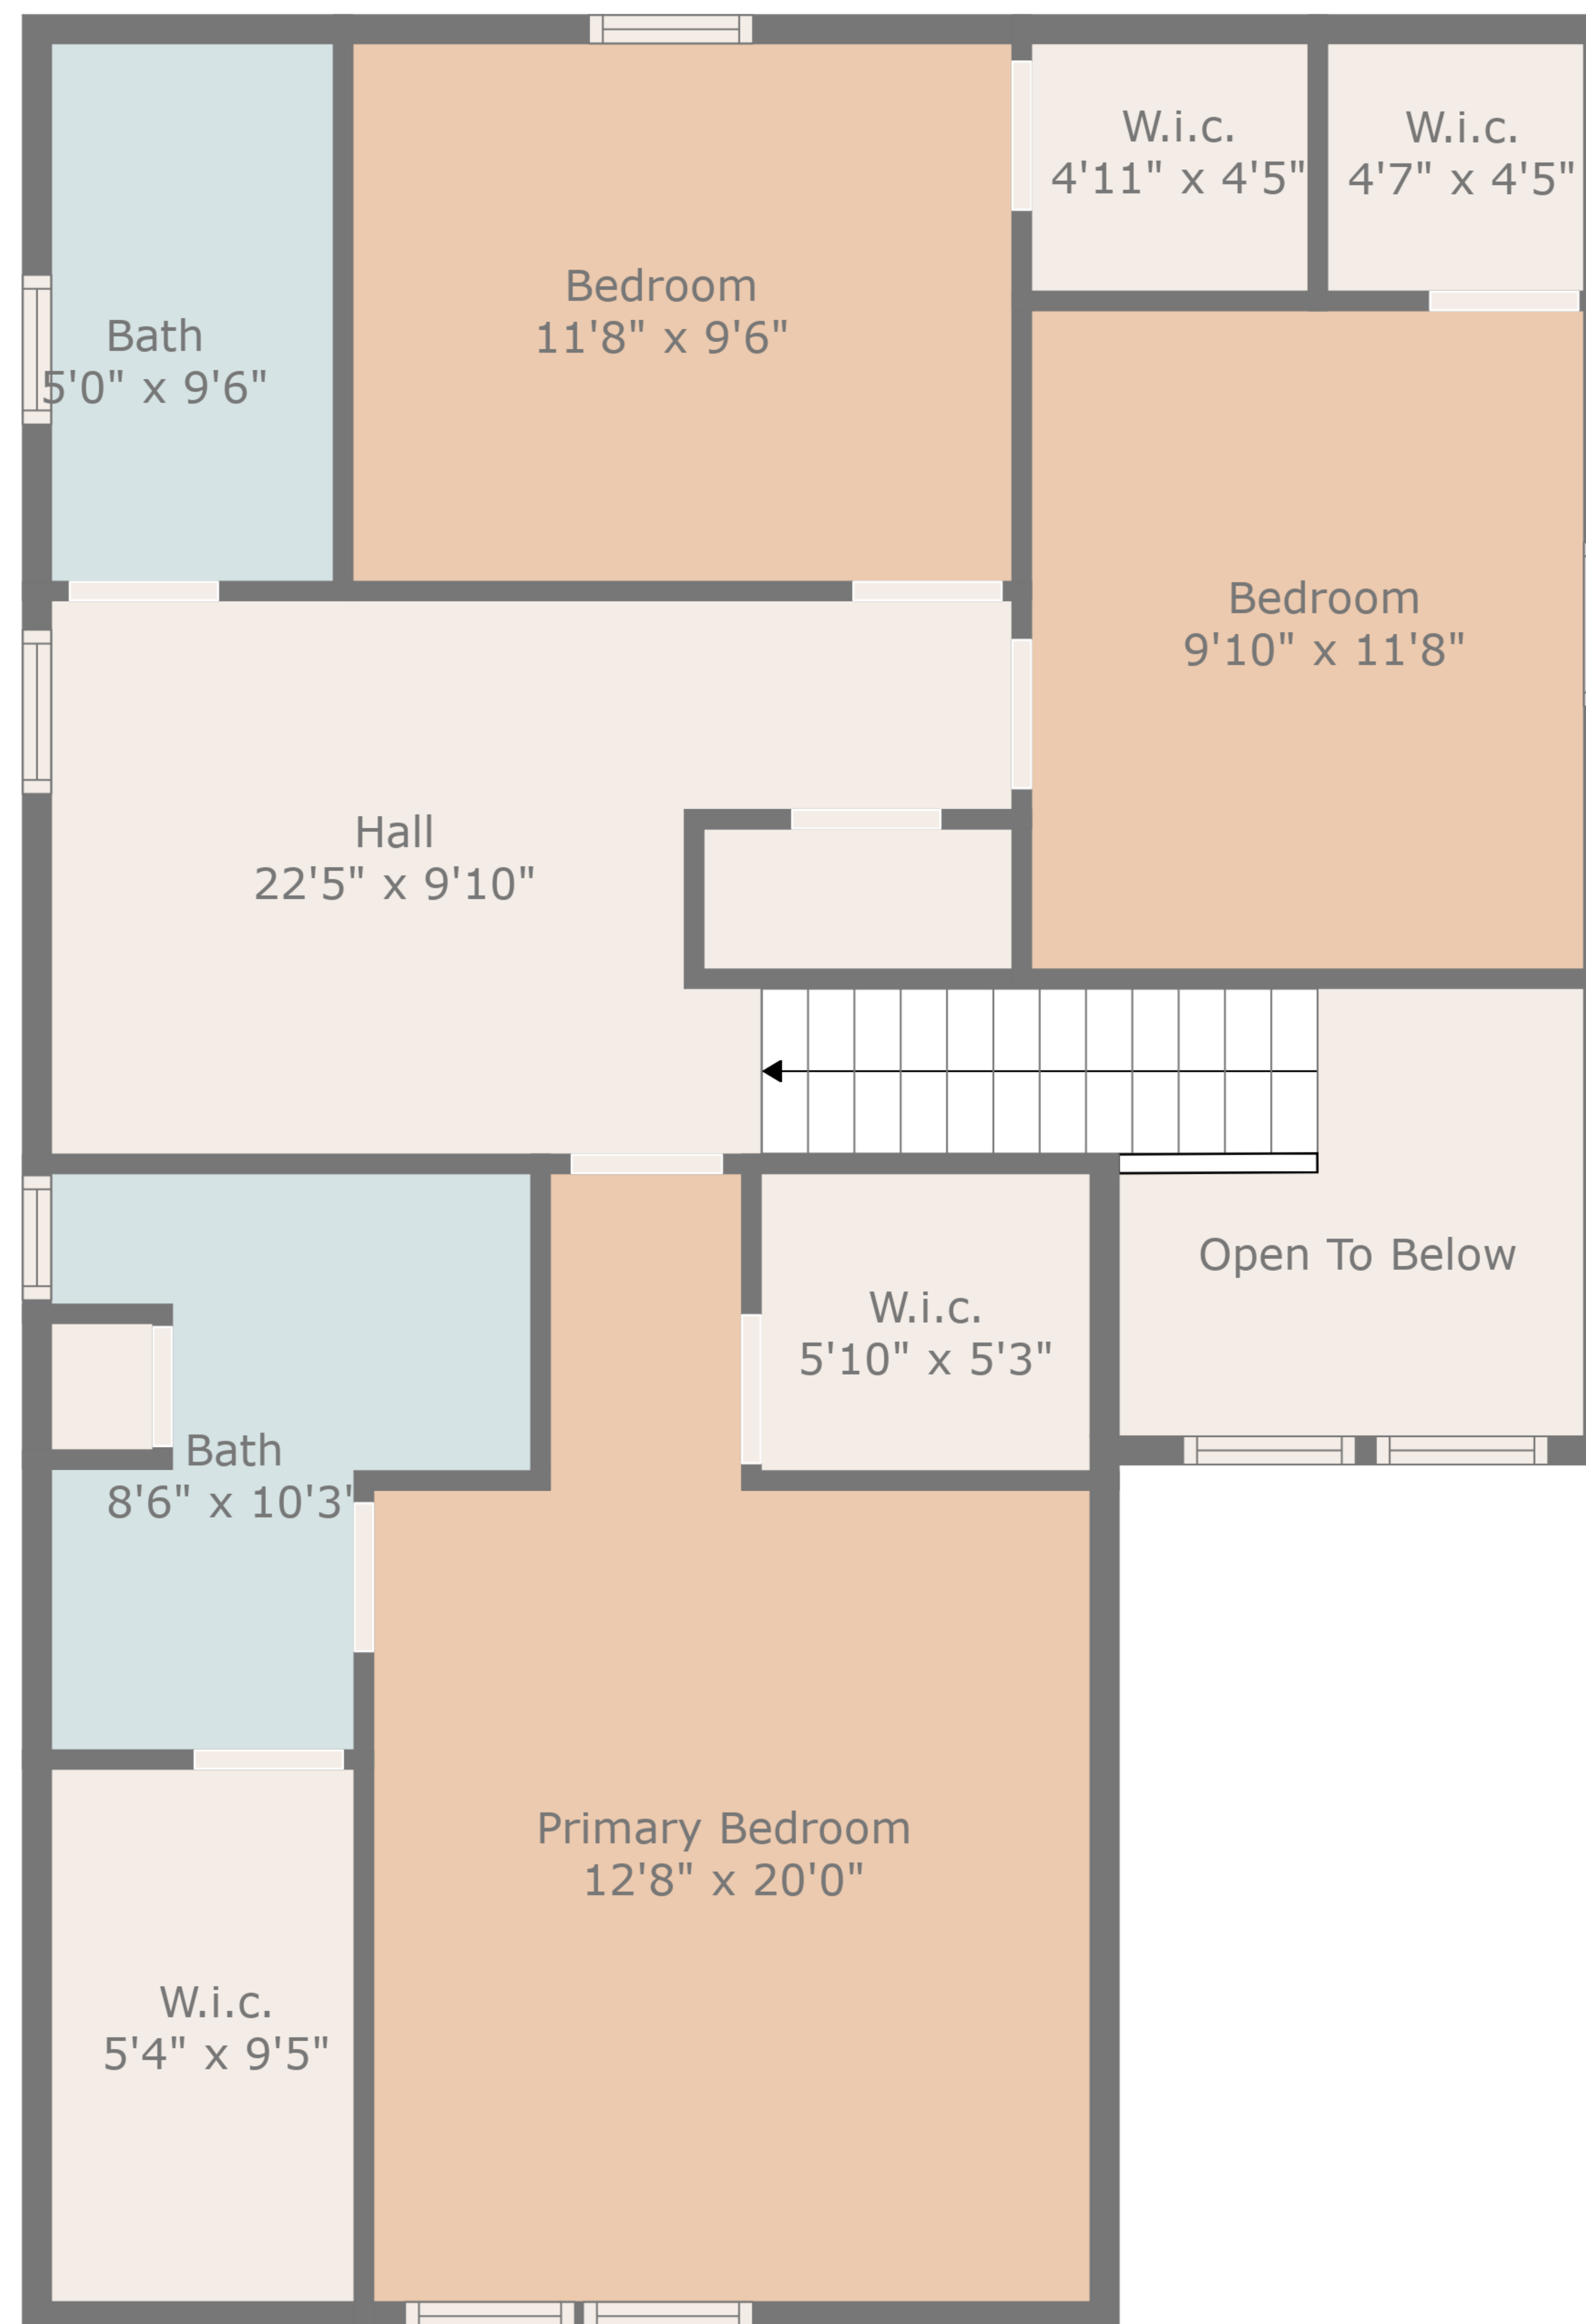 W.i.c.
4'11" x 4'5"
W.i.c.
4'7" x 4'5"
Bedroom
11'8" x 9'6"
Bath
5'0" x 9'6"
Bedroom
9'10" x 11'8"
Hall
22'5" x 9'10"
Open To Below
W.i.c.
5'10" x 5'3"
Bath
8'6" x 10'3'
Primary Bedroom
12'8" x 20'0"
W.i.c.
5'4" x 9'5"